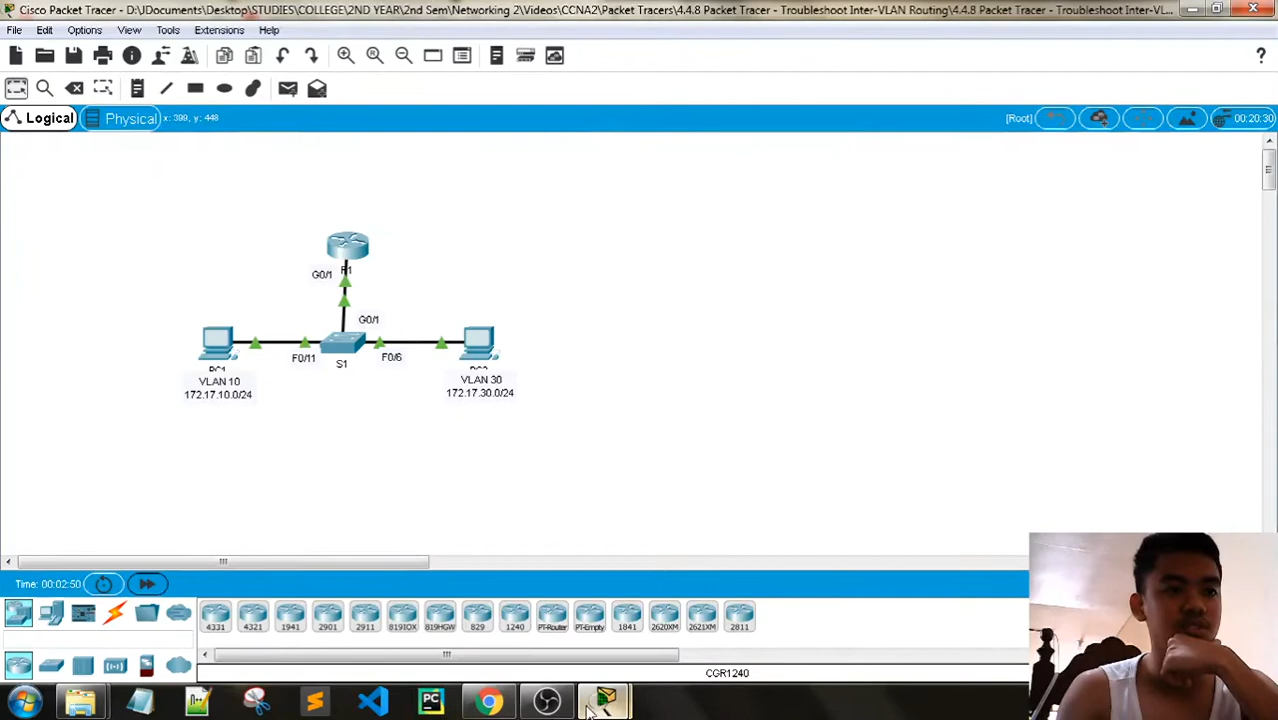 Cisco Packet Tracer - D:\JDocuments\Desktop\STUDIES\COLLEGE\2ND YEAR\2nd Sem\Networking 2\Videos\CCNA2\Packet Tracers\4.4.8 Packet Tracer - Troubleshoot Inter-VLAN Routing\4.4.8 Packet Tracer - Troubleshoot Inter-VL...
File Edit Options View Tools Extensions Help
Logical Physical x: 399, y: 448 [Root] 00:20:30
G0/1 R1
G0/1
F0/11 S1 F0/6
PC1
VLAN 10
172.17.10.0/24
VLAN 30
172.17.30.0/24
Time: 00:02:50
4331 4321 1941 2901 2911 819IOX 819HGW 829 1240 PT-Router PT-Empty 1841 2620XM 2621XM 2811
CGR1240
PC